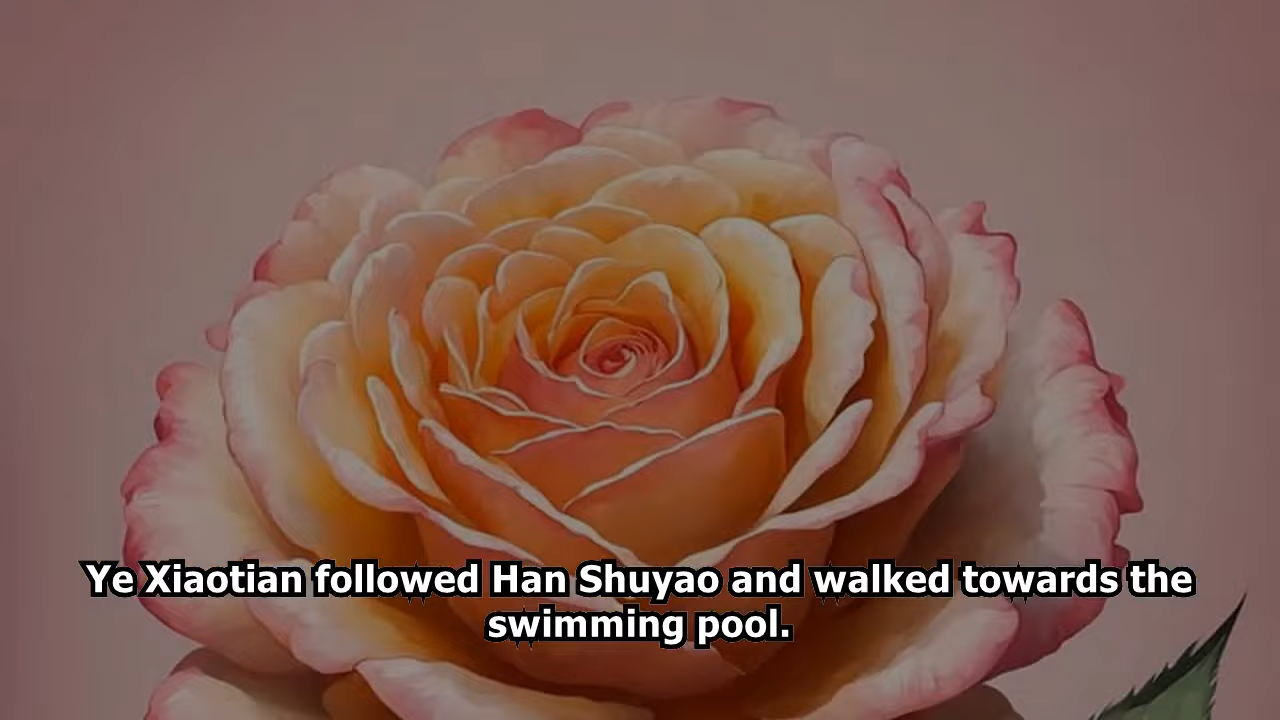 Ye Xiaotian followed Han Shuyao and walked towards the
swimming pool.